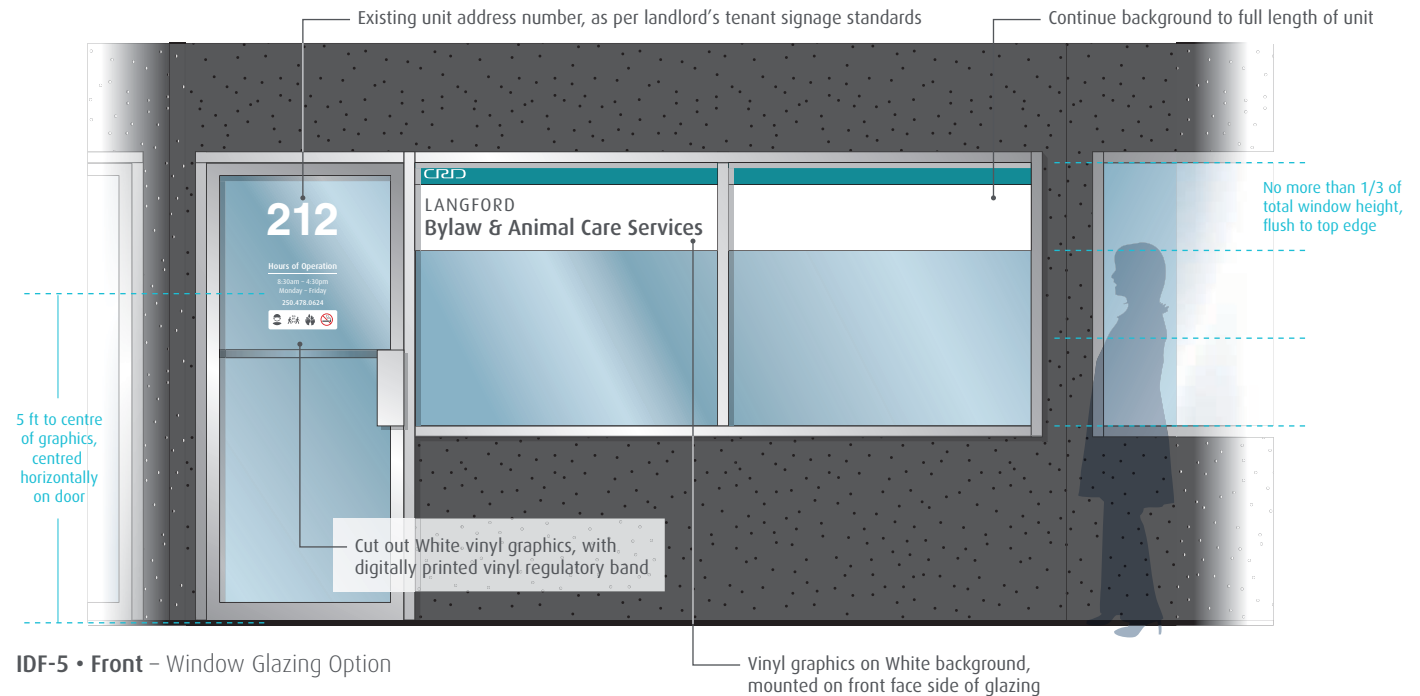 Existing unit address number, as per landlord’s tenant signage standards
Continue background to full length of unit
CRD
LANGFORD
Bylaw & Animal Care Services
212
Hours of Operation
8.30am – 4:30pm
Monday – Friday
250.478.0624
No more than 1/3 of
total window height,
flush to top edge
5 ft to centre
of graphics,
centred
horizontally
on door
Cut out White vinyl graphics, with
digitally printed vinyl regulatory band
IDF-5 • Front – Window Glazing Option
Vinyl graphics on White background,
mounted on front face side of glazing